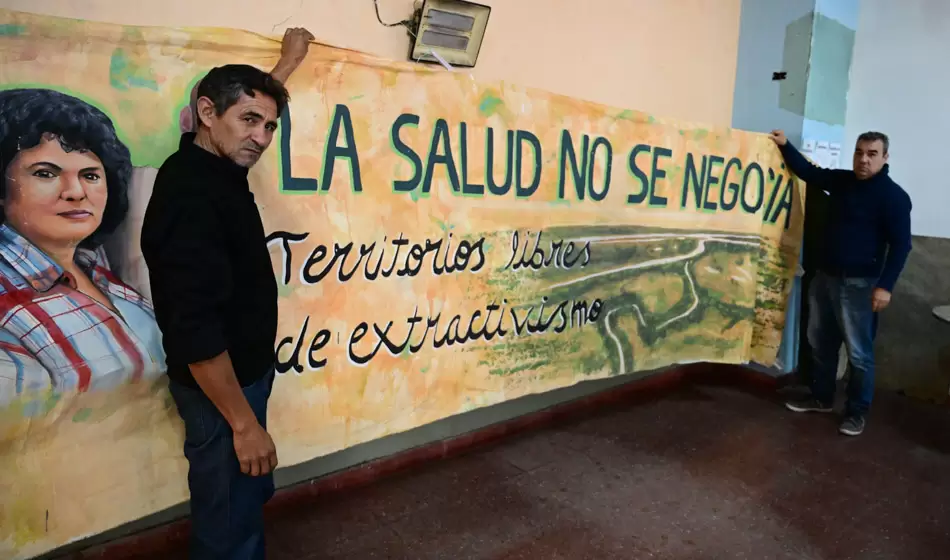 LA SALUD NO SE NEGOCIA
Territorios libres
de extractivismo